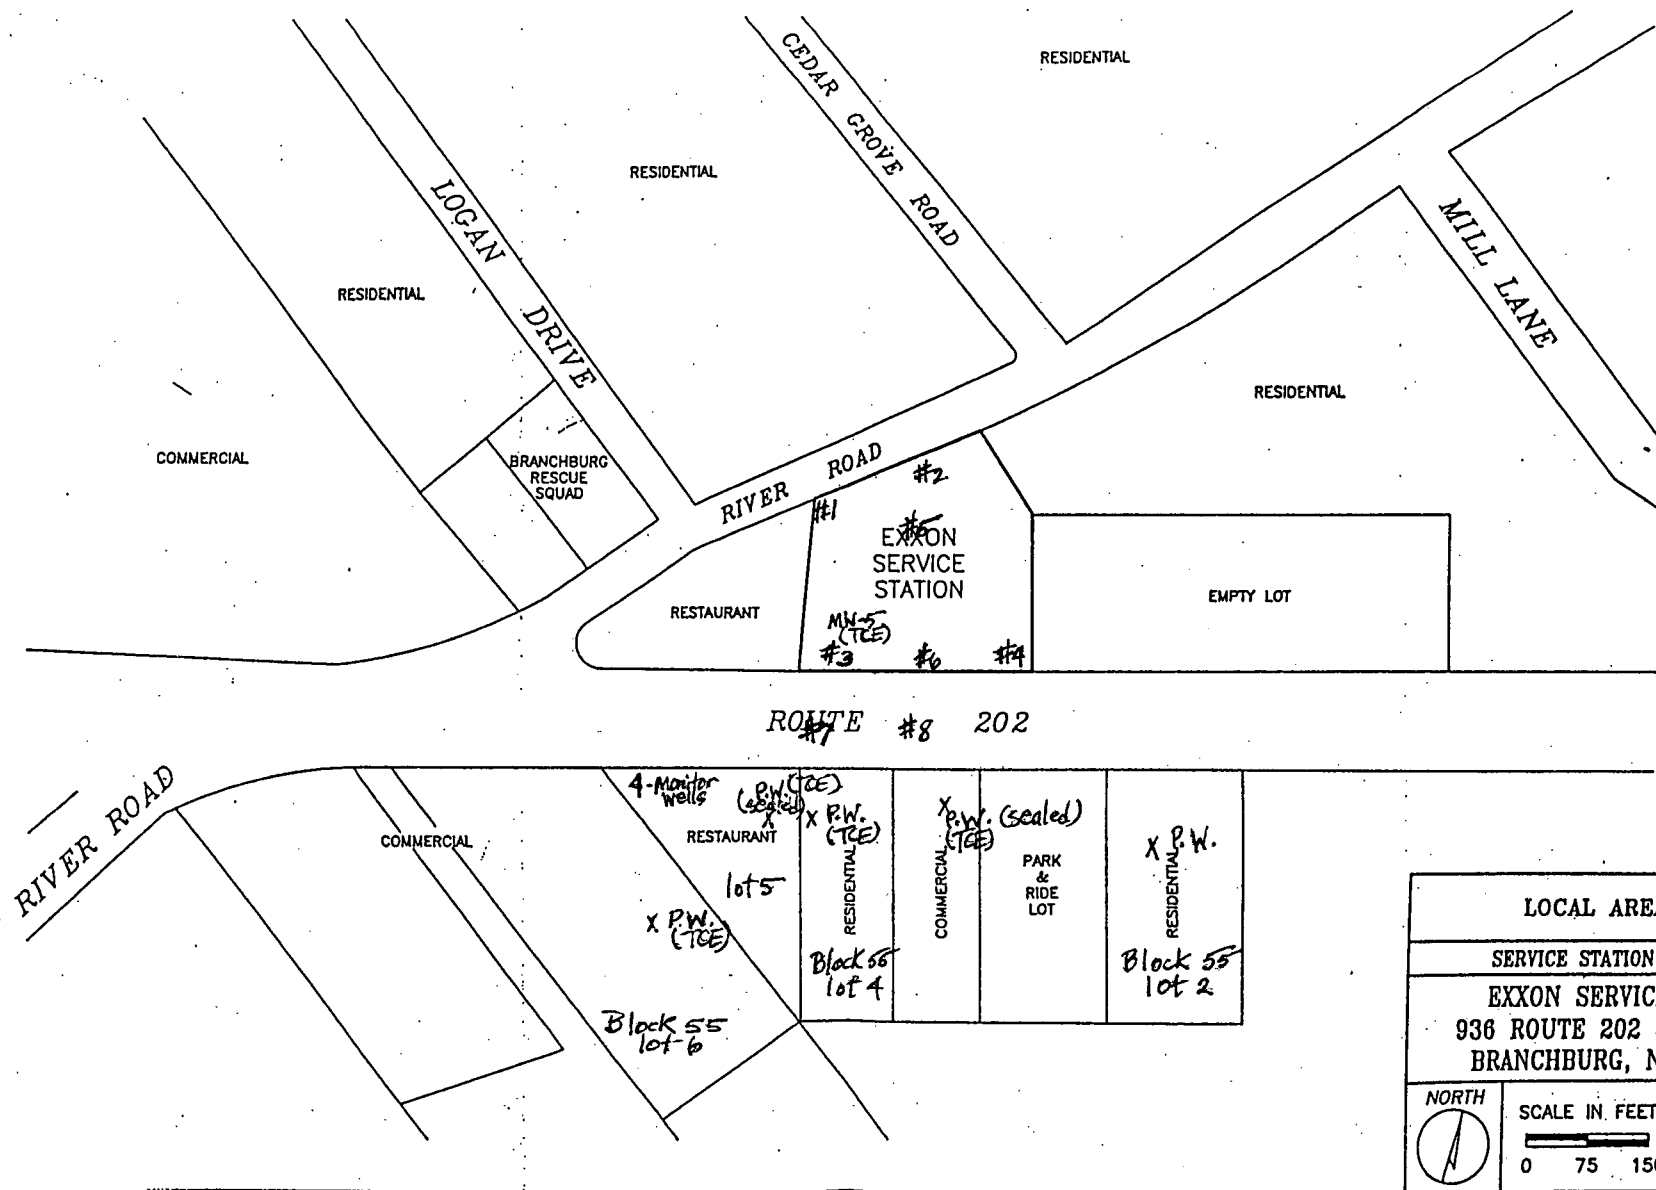 RESIDENTIAL
CEDAR GROVE ROAD
RESIDENTIAL
LOGAN DRIVE
MILL LANE
RESIDENTIAL
RESIDENTIAL
COMMERCIAL
BRANCHBURG
RESCUE
SQUAD
RIVER ROAD
#2
#1
#5
EXXON
SERVICE
STATION
RESTAURANT
EMPTY LOT
MW-5
(TCE)
#3
#6
#4
ROUTE 202
#7
#8
RIVER ROAD
COMMERCIAL
4-Monitor
wells
P.W. (TCE)
(sealed)
X
RESTAURANT
lot 5
X P.W.
(TCE)
Block 55
lot 6
X P.W.
(TCE)
RESIDENTIAL
Block 55
lot 4
X
P.W. (sealed)
(TCE)
COMMERCIAL
PARK
&
RIDE
LOT
X P.W.
RESIDENTIAL
Block 55
lot 2
LOCAL ARE
SERVICE STATION
EXXON SERVIC
936 ROUTE 202
BRANCHBURG, N
NORTH
SCALE IN FEET
0 75 150